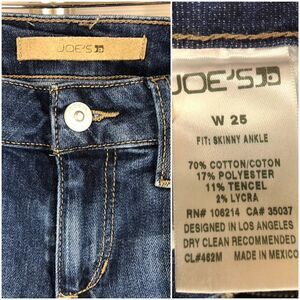 JOE'S
JOE'S
W 25
FIT: SKINNY ANKLE
70% COTTON/COTON
17% POLYESTER
11% TENCEL
2% LYCRA
RN# 106214 CA# 35037
DESIGNED IN LOS ANGELES
DRY CLEAN RECOMMENDED
CL#462M MADE IN MEXICO